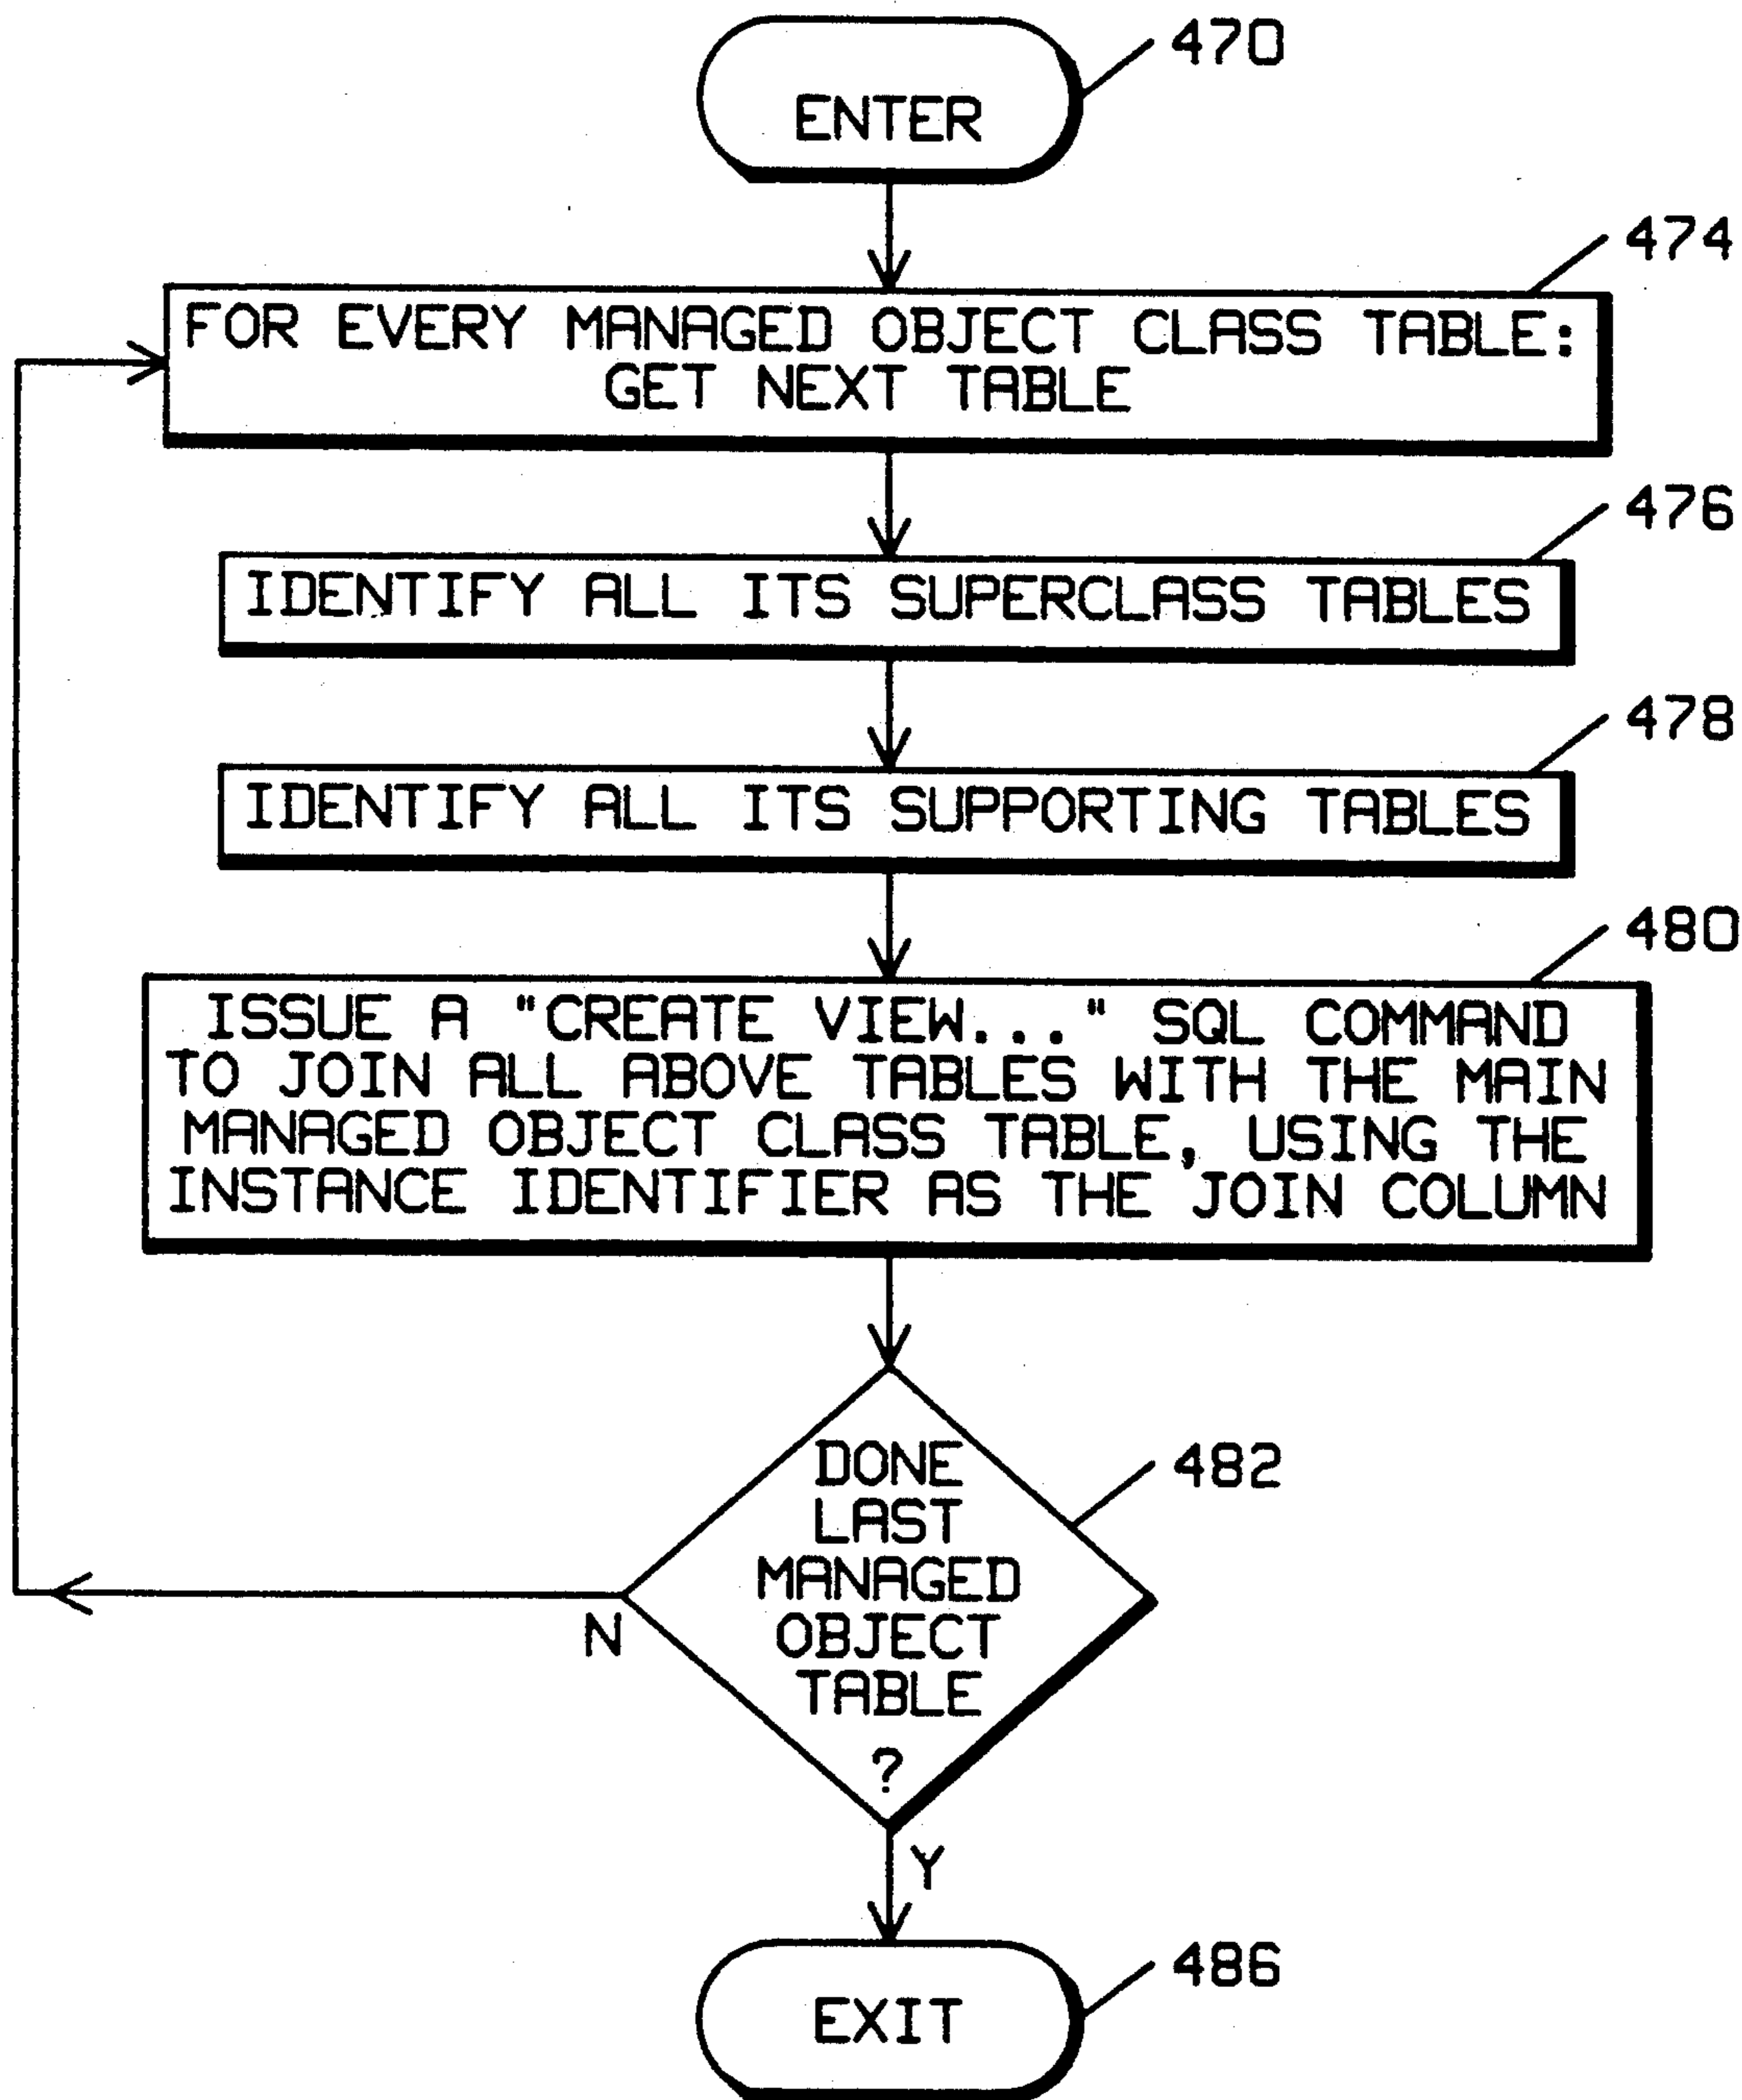 470
ENTER
474
FOR EVERY MANAGED OBJECT CLASS TABLE:
GET NEXT TABLE
476
IDENTIFY ALL ITS SUPERCLASS TABLES
478
IDENTIFY ALL ITS SUPPORTING TABLES
480
ISSUE A "CREATE VIEW..." SQL COMMAND
TO JOIN ALL ABOVE TABLES WITH THE MAIN
MANAGED OBJECT CLASS TABLE, USING THE
INSTANCE IDENTIFIER AS THE JOIN COLUMN
482
DONE
LAST
MANAGED
OBJECT
TABLE
?
N
Y
486
EXIT